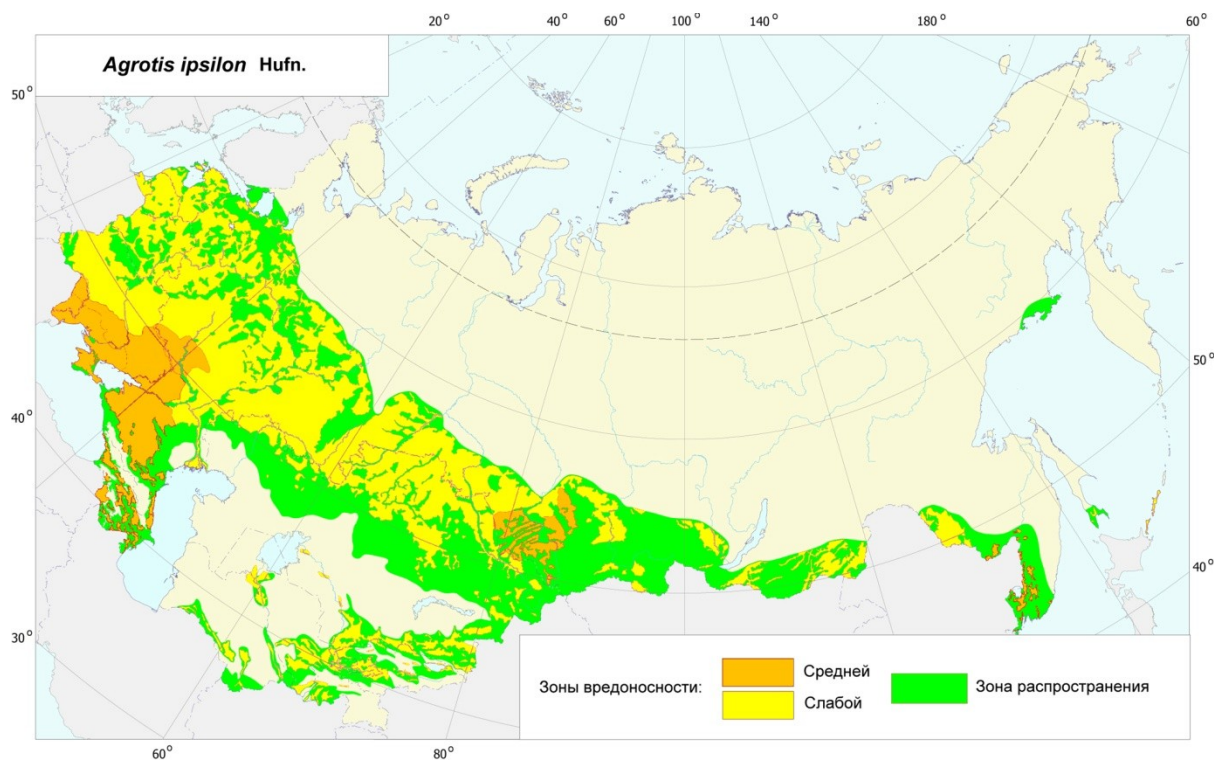 20° 40° 60° 100° 140° 180° 60°
Agrotis ipsilon Hufn.
50°
50°
40°
40°
30°
Зоны вредоносности:
Средней
Слабой
Зона распространения
60° 80°